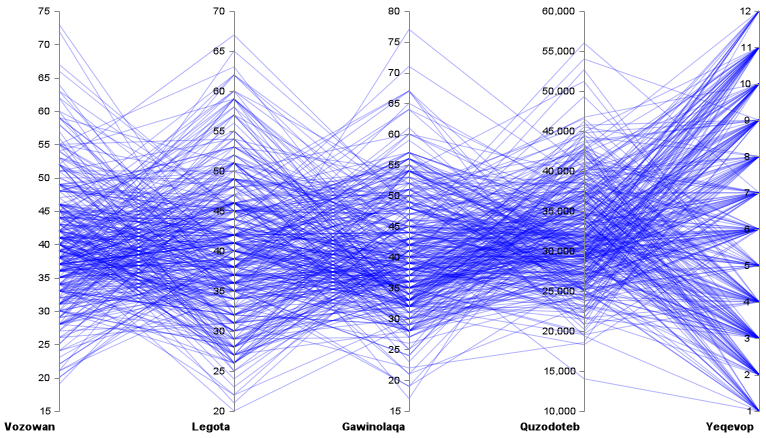 75 70 80 60,000 12
70 65 75 55,000 11
65 60 70 50,000 10
60 55 65 45,000 9
55 50 60 40,000 8
50 45 55 35,000 7
45 40 50 30,000 6
40 35 45 25,000 5
35 30 40 20,000 4
30 25 35 15,000 3
25 20 30 10,000 2
20 25 1
15 20
15
Vozowan Legota Gawinolaqa Quzodoteb Yeqevop